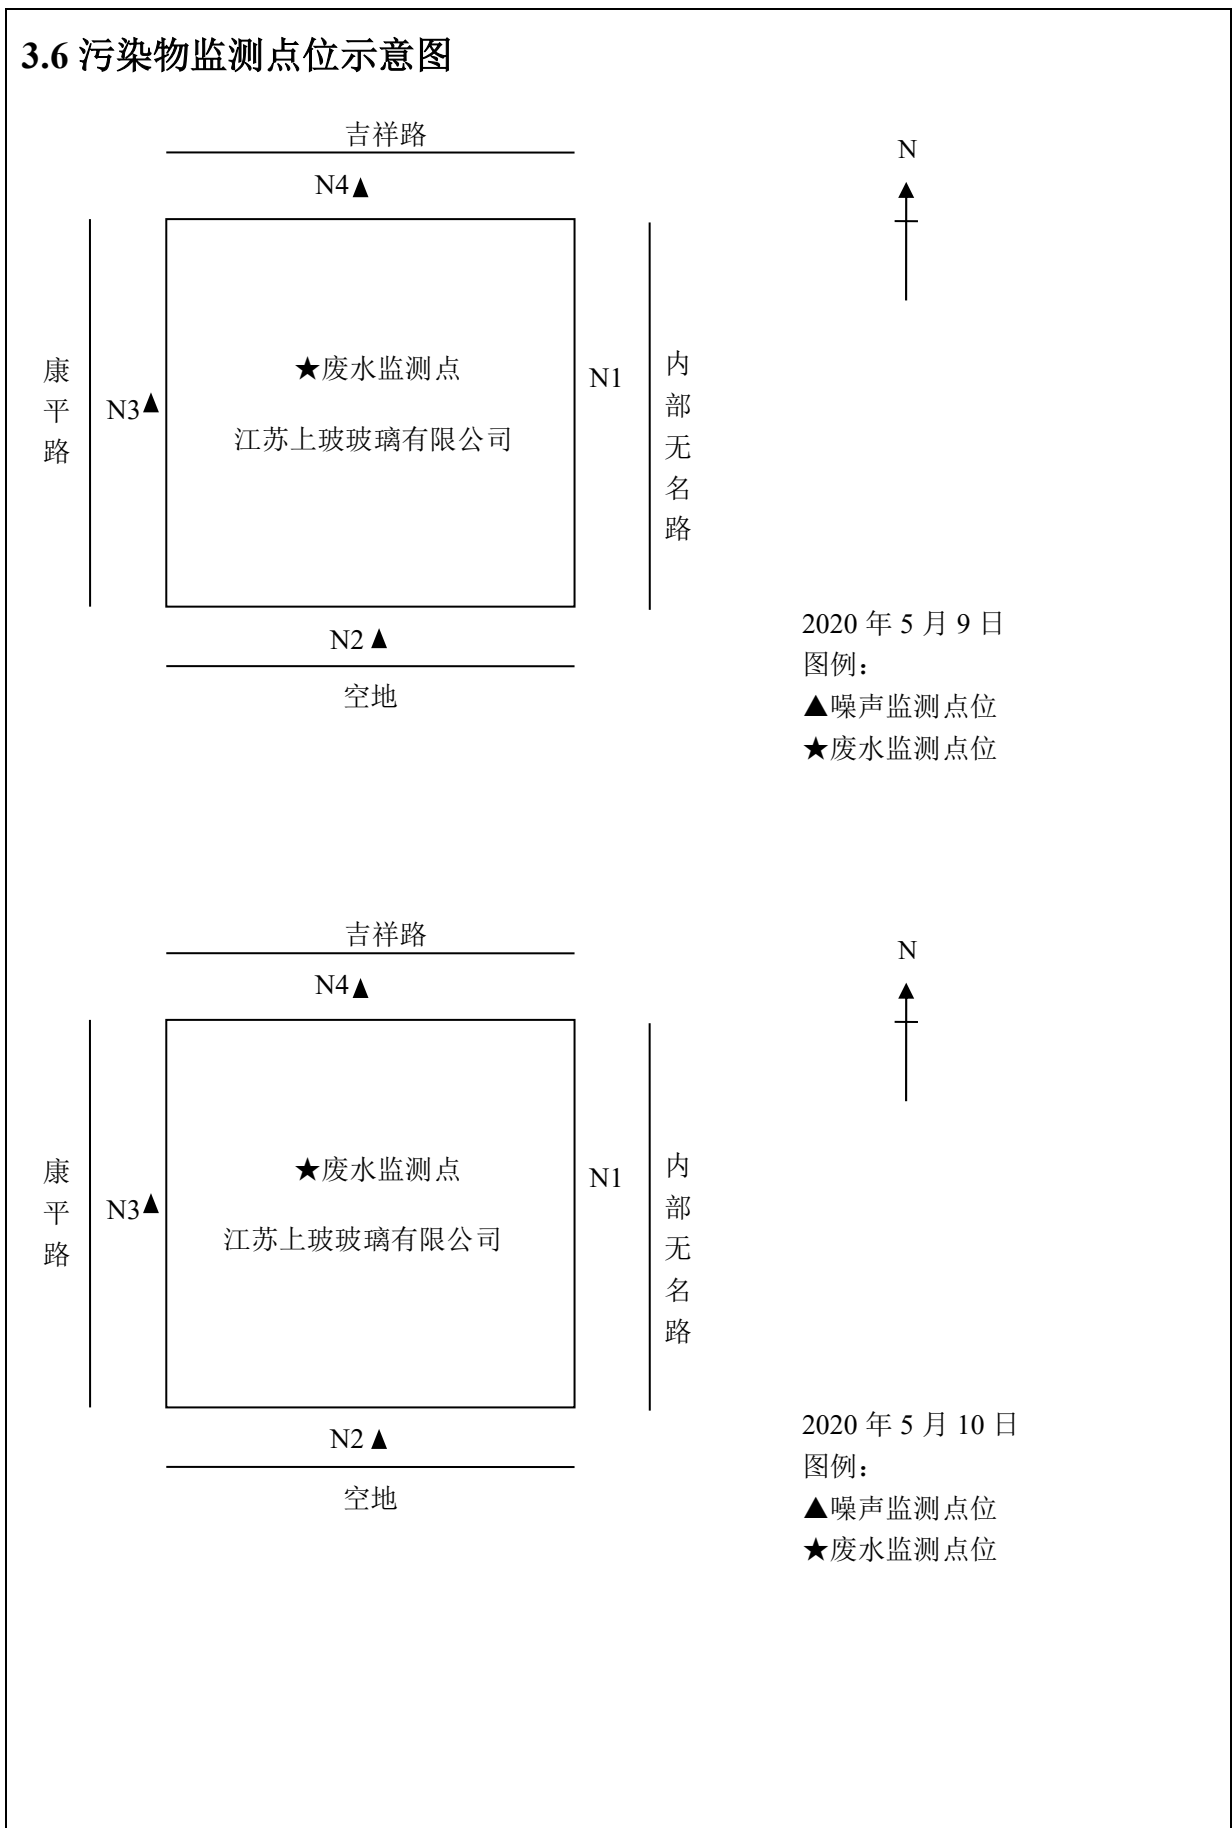 3.6 污染物监测点位示意图
吉祥路
N
N4▲
康平路
N3▲
★废水监测点
江苏上玻玻璃有限公司
N1
内部无名路
N2▲
空地
2020 年 5 月 9 日
图例：
▲噪声监测点位
★废水监测点位
吉祥路
N
N4▲
康平路
N3▲
★废水监测点
江苏上玻玻璃有限公司
N1
内部无名路
N2▲
空地
2020 年 5 月 10 日
图例：
▲噪声监测点位
★废水监测点位